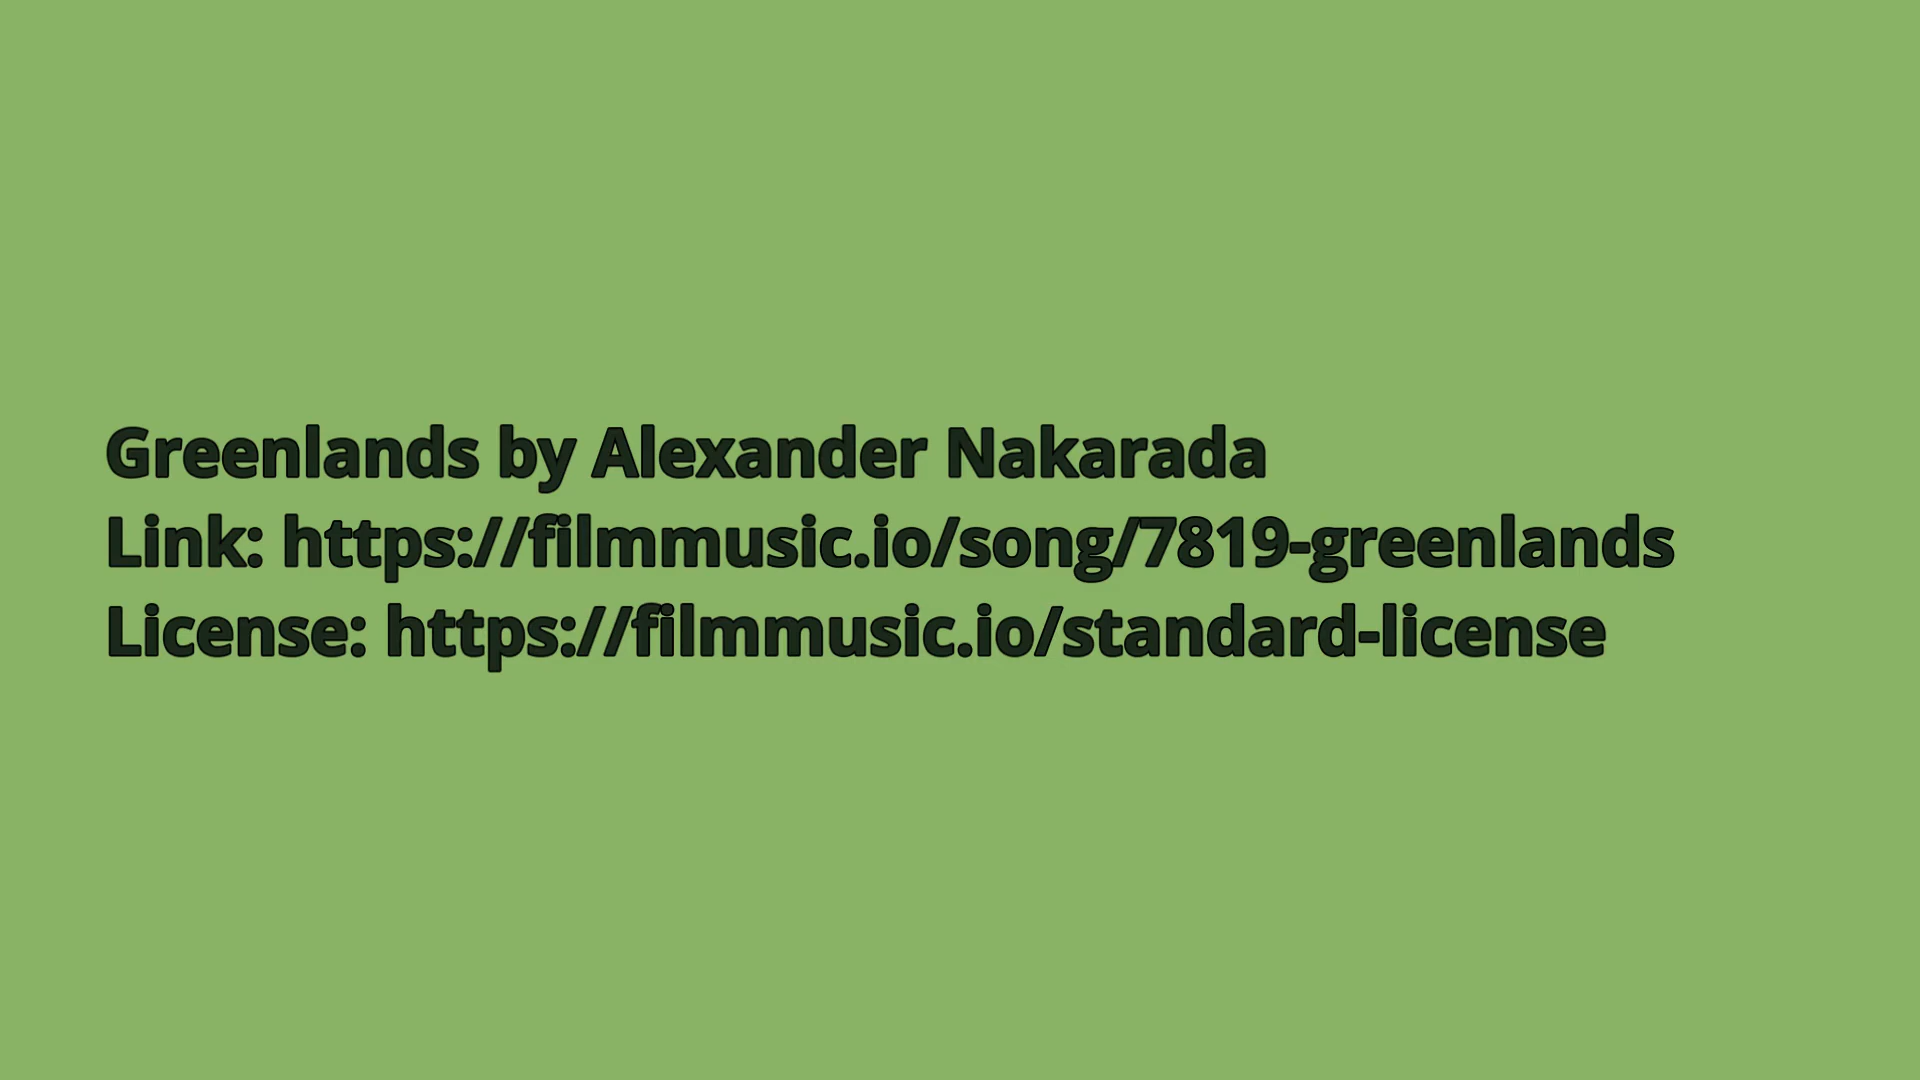 Greenlands by Alexander Nakarada
Link: https://filmmusic.io/song/7819-greenlands
License: https://filmmusic.io/standard-license